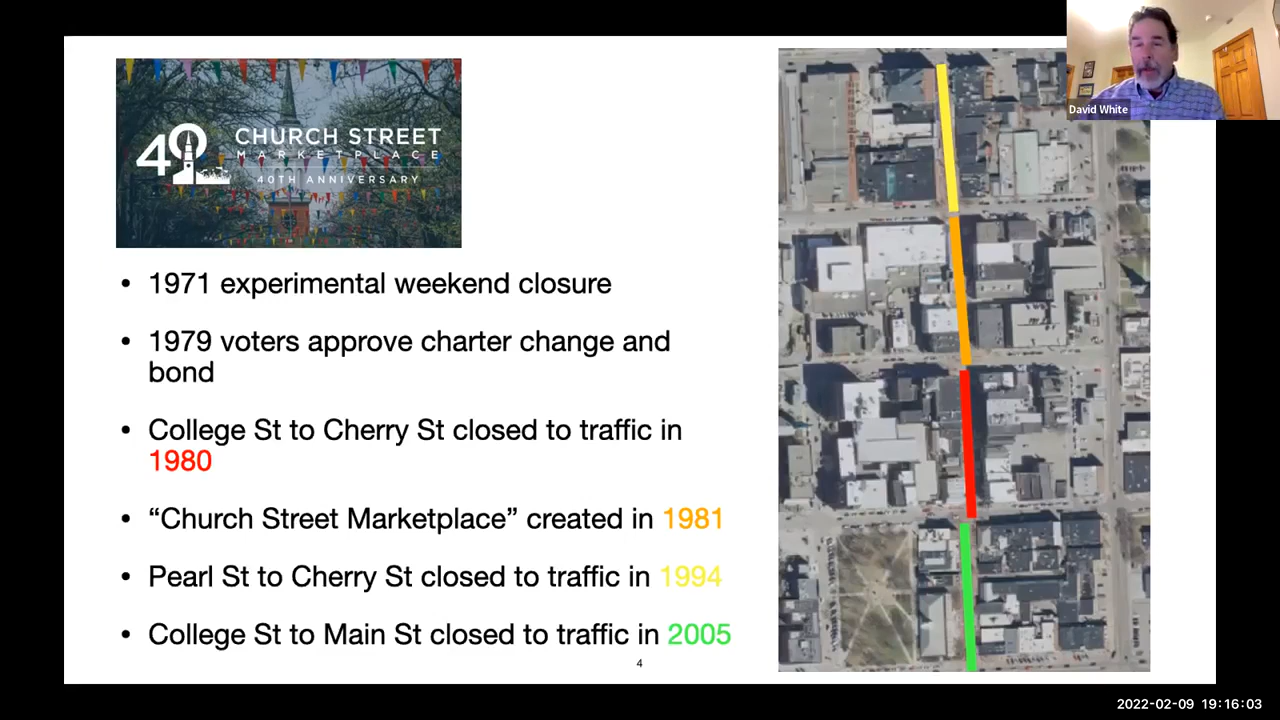 40
CHURCH STREET
MARKETPLACE
40TH ANNIVERSARY
David White
• 1971 experimental weekend closure
• 1979 voters approve charter change and
bond
• College St to Cherry St closed to traffic in
1980
• “Church Street Marketplace” created in 1981
• Pearl St to Cherry St closed to traffic in 1994
• College St to Main St closed to traffic in 2005
4
2022-02-09 19:16:03